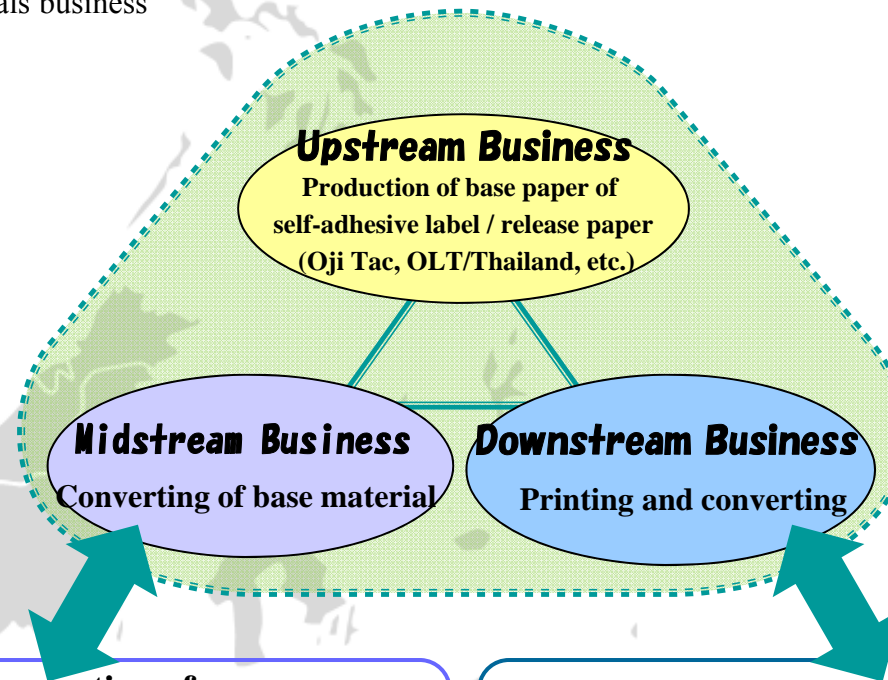 business
Upstream Business
Production of base paper of
self-adhesive label / release paper
(Oji Tac, OLT/Thailand, etc.)
Midstream Business
Converting of base material
Downstream Business
Printing and converting